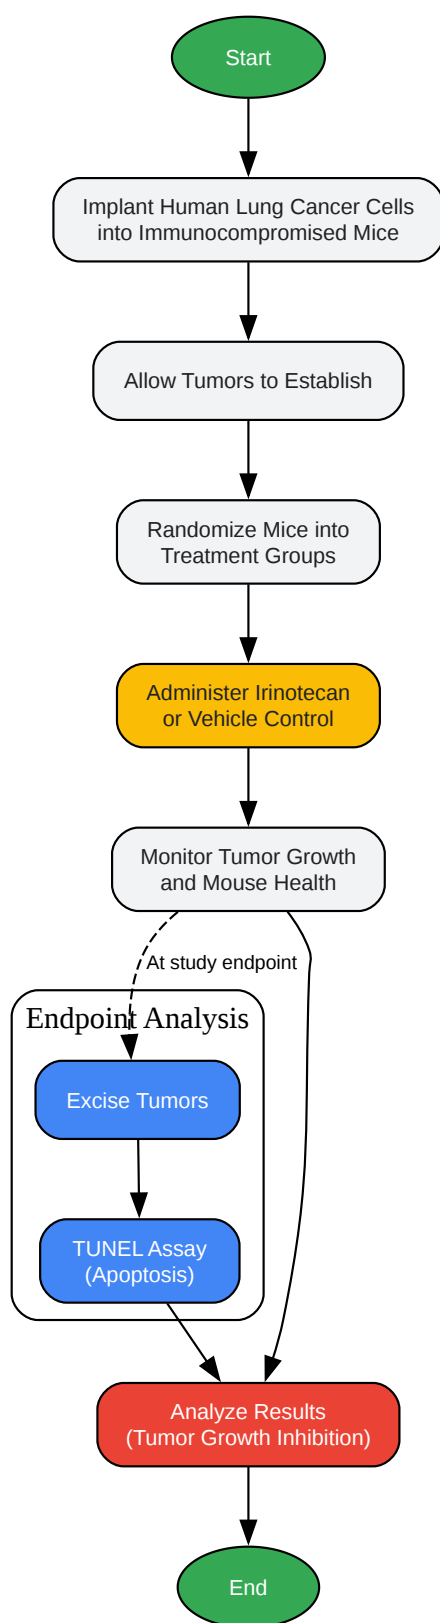 Start
Implant Human Lung Cancer Cells
into Immunocompromised Mice
Allow Tumors to Establish
Randomize Mice into
Treatment Groups
Administer Irinotecan
or Vehicle Control
Monitor Tumor Growth
and Mouse Health
At study endpoint
Endpoint Analysis
Excise Tumors
TUNEL Assay
(Apoptosis)
Analyze Results
(Tumor Growth Inhibition)
End